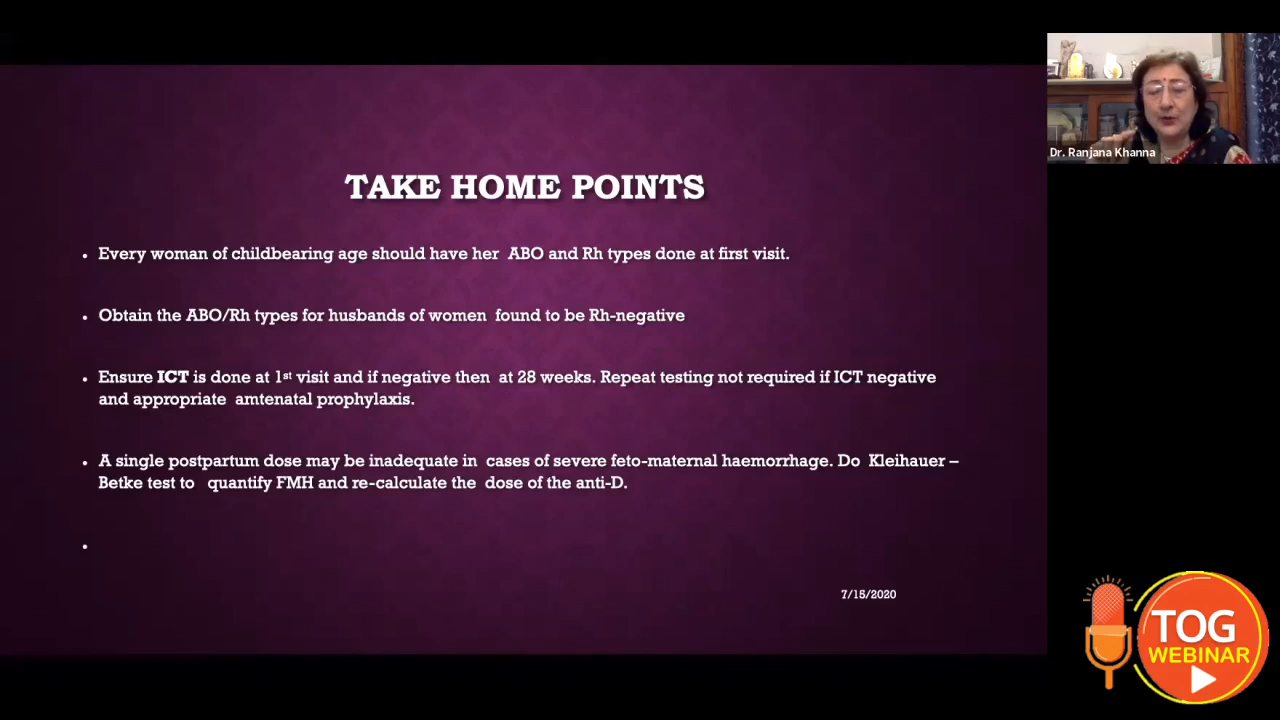 TAKE HOME POINTS
• Every woman of childbearing age should have her ABO and Rh types done at first visit.
• Obtain the ABO/Rh types for husbands of women found to be Rh-negative
• Ensure ICT is done at 1st visit and if negative then at 28 weeks. Repeat testing not required if ICT negative
and appropriate amtenatal prophylaxis.
• A single postpartum dose may be inadequate in cases of severe feto-maternal haemorrhage. Do Kleihauer –
Betke test to quantify FMH and re-calculate the dose of the anti-D.
•
7/15/2020
Dr. Ranjana Khanna
TOG
WEBINAR